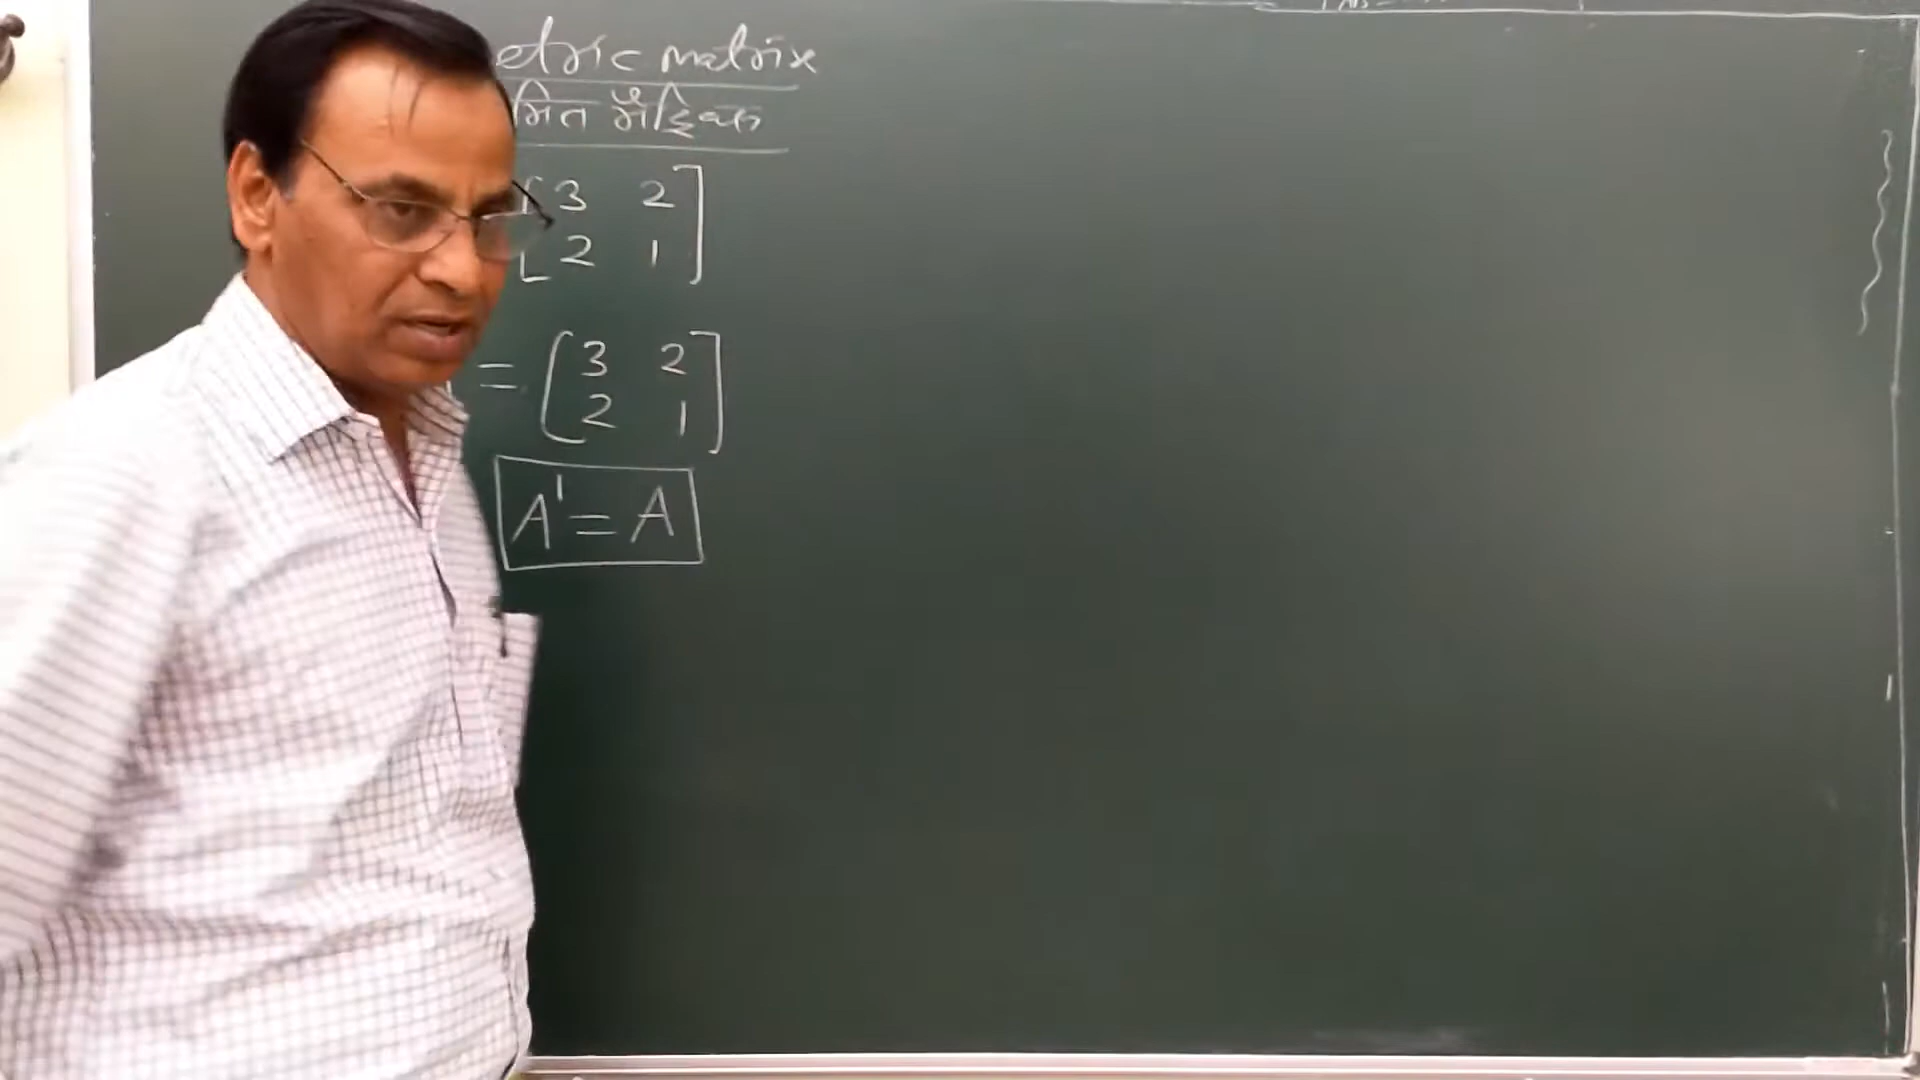 etric matrix
मित मैट्रिक्स
[3 2]
[2 1]
= [3 2]
[2 1]
A' = A